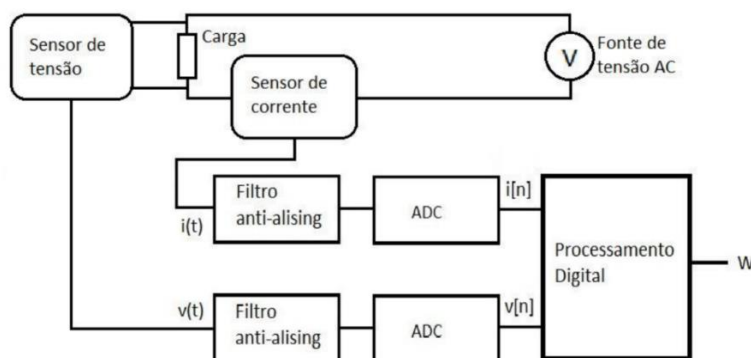 Sensor de
tensão
Carga
Sensor de
corrente
V
Fonte de
tensão AC
i(t)
Filtro
anti-alising
ADC
i[n]
Processamento
Digital
W
v(t)
Filtro
anti-alising
ADC
v[n]